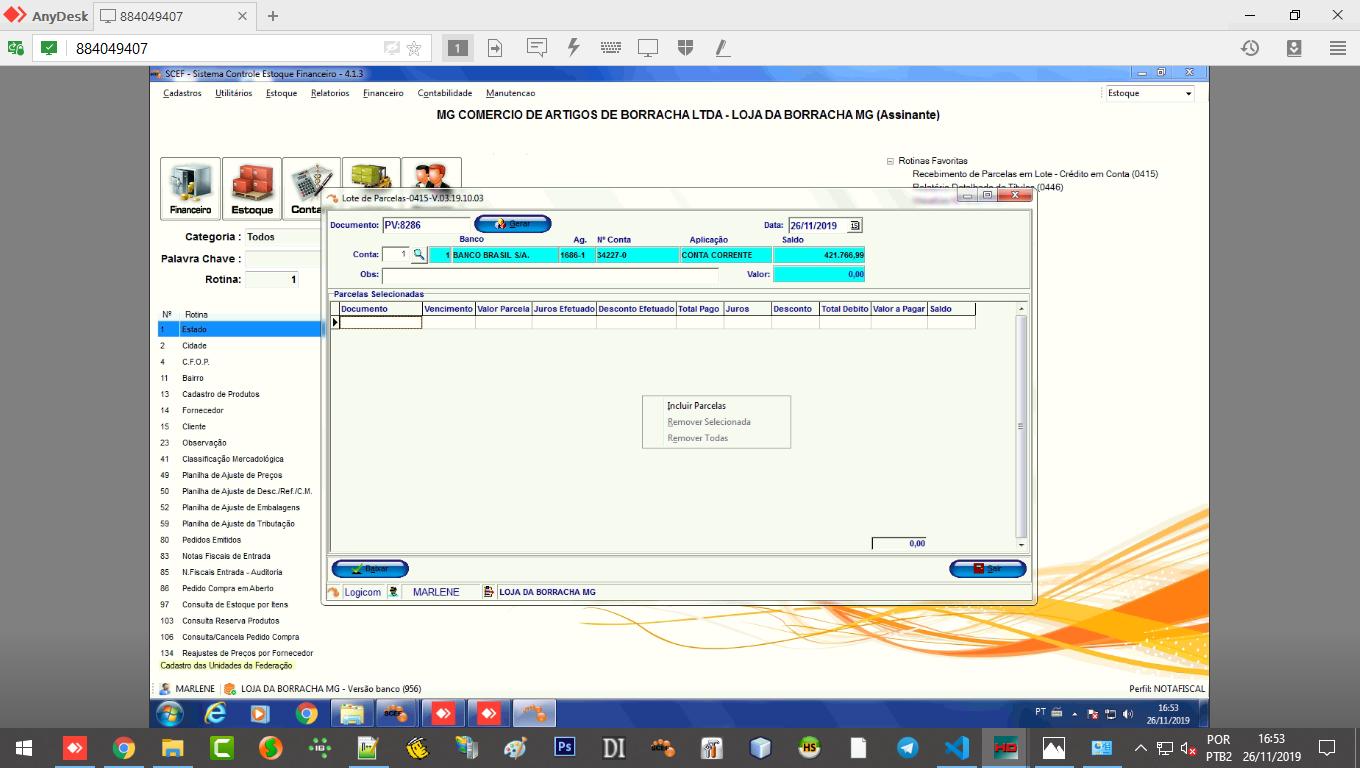 AnyDesk
884049407
884049407
1
SCEF - Sistema Controle Estoque Financeiro - 4.1.3
Cadastros Utilitários Estoque Relatorios Financeiro Contabilidade Manutencao
Estoque
MG COMERCIO DE ARTIGOS DE BORRACHA LTDA - LOJA DA BORRACHA MG (Assinante)
Rotinas Favoritas
Recebimento de Parcelas em Lote - Crédito em Conta (0415)
Relatório Detalhado de Títulos (0446)
Financeiro
Estoque
Conta
Categoria : Todos
Palavra Chave :
Rotina: 1
Nº Rotina
1 Estado
2 Cidade
4 C.F.O.P.
11 Bairro
13 Cadastro de Produtos
14 Fornecedor
15 Cliente
23 Observação
41 Classificação Mercadológica
49 Planilha de Ajuste de Preços
50 Planilha de Ajuste de Desc./Ref./C.M.
52 Planilha de Ajuste de Embalagens
59 Planilha de Ajuste da Tributação
80 Pedidos Emitidos
83 Notas Fiscais de Entrada
85 N.Fiscais Entrada - Auditoria
86 Pedido Compra em Aberto
97 Consulta de Estoque por Itens
103 Consulta Reserva Produtos
106 Consulta/Cancela Pedido Compra
134 Reajustes de Preços por Fornecedor
Cadastro das Unidades da Federação
Lote de Parcelas-0415-V.03.19.10.03
Documento: PV:8286 Gerar Data: 26/11/2019
Banco Ag. Nº Conta Aplicação Saldo
Conta: 1 1 BANCO BRASIL S/A. 1686-1 34227-0 CONTA CORRENTE 421.766,99
Obs: Valor: 0,00
Parcelas Selecionadas
Documento Vencimento Valor Parcela Juros Efetuado Desconto Efetuado Total Pago Juros Desconto Total Debito Valor a Pagar Saldo
Incluir Parcelas
Remover Selecionada
Remover Todas
0,00
Baixar Sair
Logicom MARLENE LOJA DA BORRACHA MG
MARLENE LOJA DA BORRACHA MG - Versão banco (956) Perfil: NOTAFISCAL
SCEF
PT 16:53
26/11/2019
Ps DI SCEF HS HD
POR
PTB2
16:53
26/11/2019